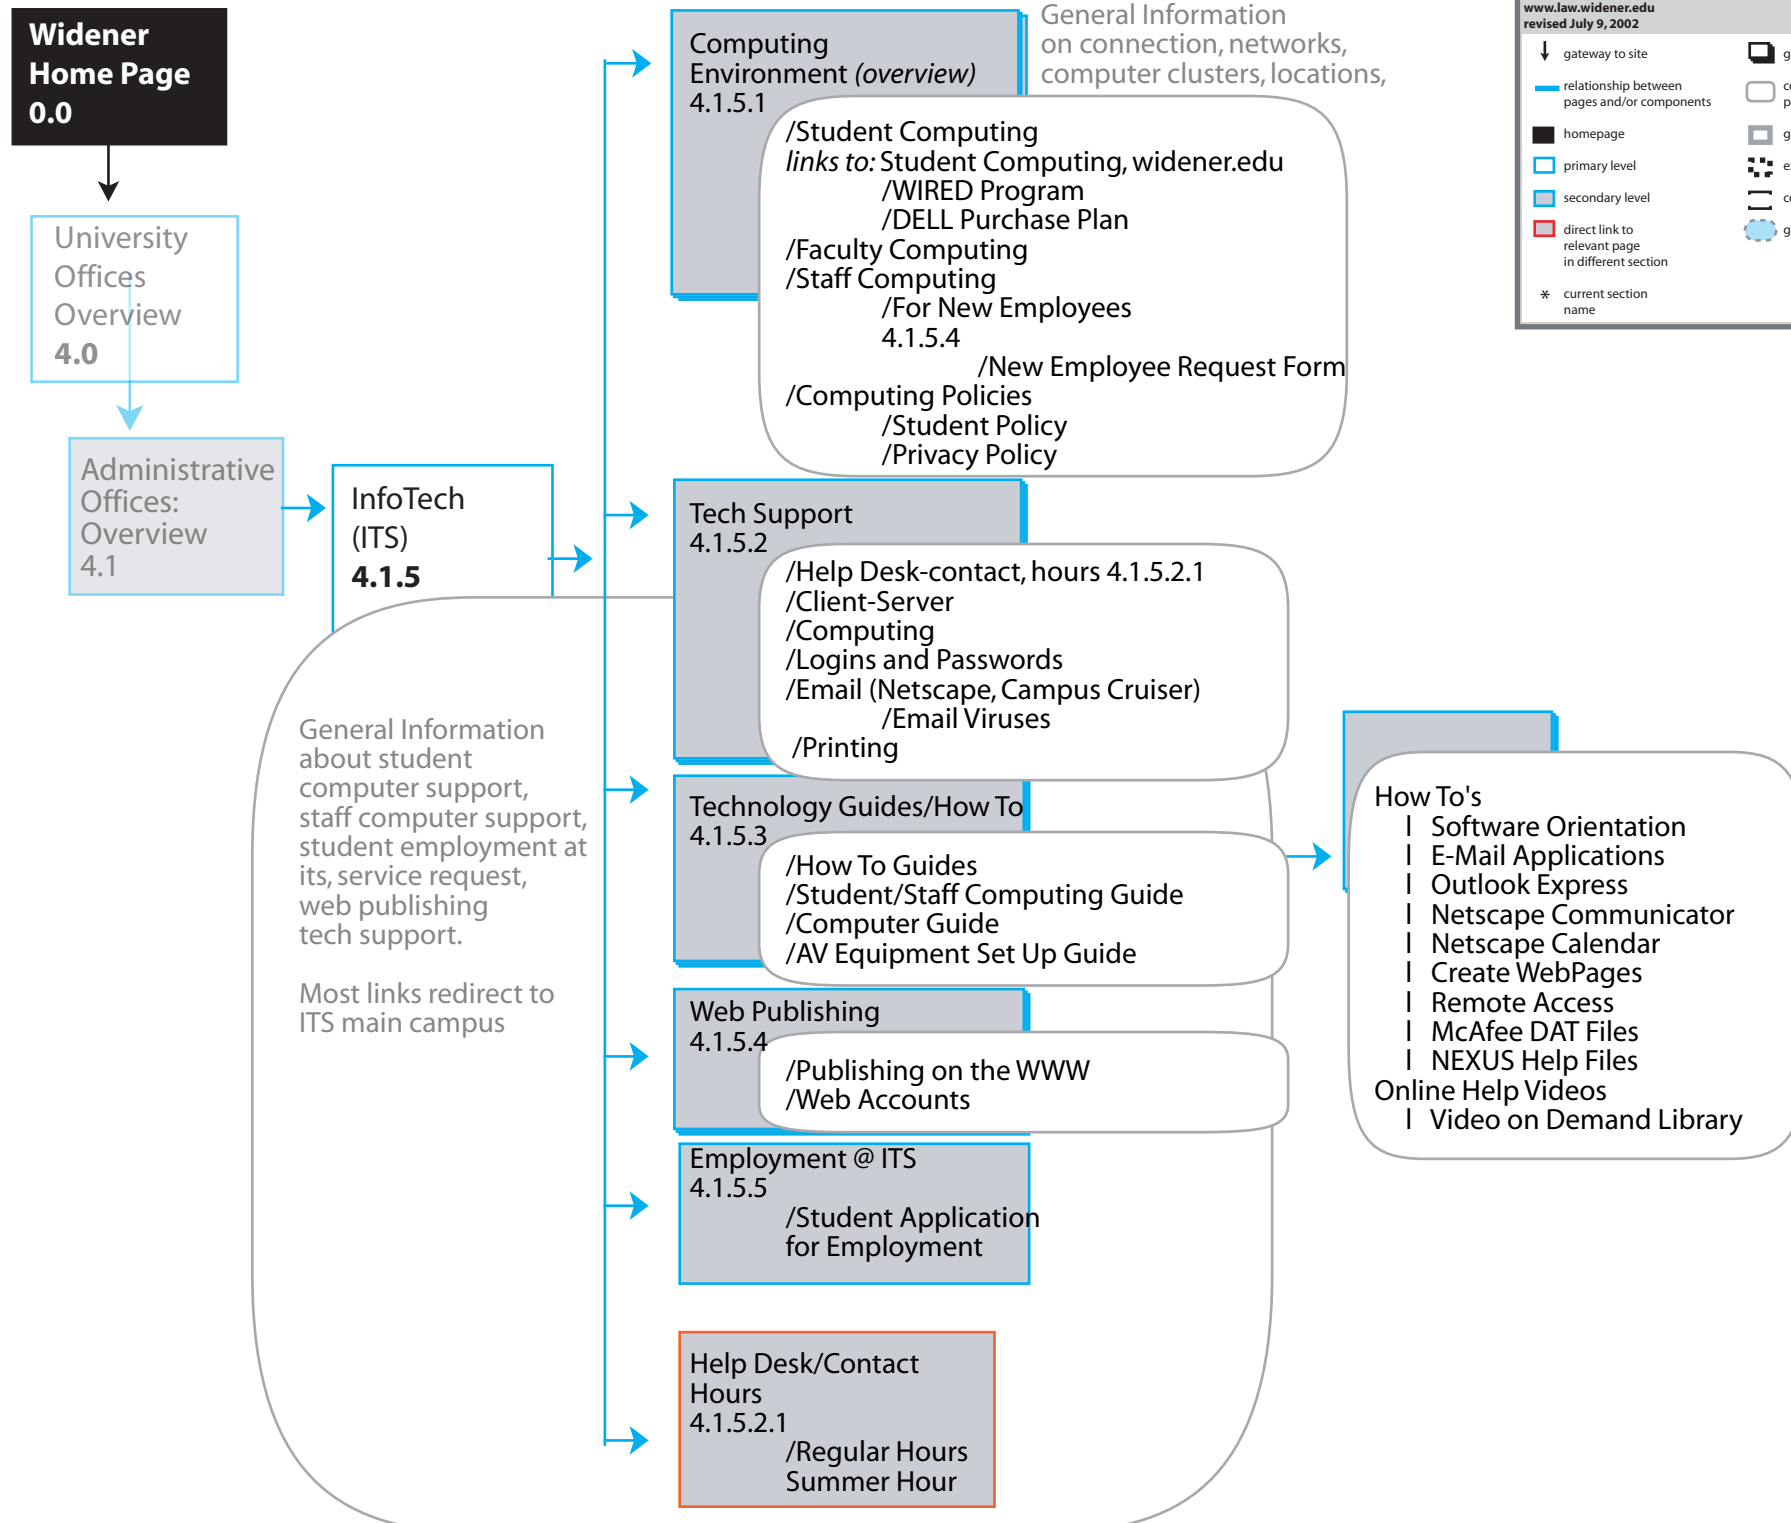 Widener
Home Page
0.0
University
Offices
Overview
4.0
Administrative
Offices:
Overview
4.1
InfoTech
(ITS)
4.1.5
General Information
about student
computer support,
staff computer support,
student employment at
its, service request,
web publishing
tech support.
Most links redirect to
ITS main campus
Computing
Environment (overview)
4.1.5.1
General Information
on connection, networks,
computer clusters, locations,
/Student Computing
links to: Student Computing, widener.edu
/WIRED Program
/DELL Purchase Plan
/Faculty Computing
/Staff Computing
/For New Employees
4.1.5.4
/New Employee Request Form
/Computing Policies
/Student Policy
/Privacy Policy
Tech Support
4.1.5.2
/Help Desk-contact, hours 4.1.5.2.1
/Client-Server
/Computing
/Logins and Passwords
/Email (Netscape, Campus Cruiser)
/Email Viruses
/Printing
Technology Guides/How To
4.1.5.3
/How To Guides
/Student/Staff Computing Guide
/Computer Guide
/AV Equipment Set Up Guide
Web Publishing
4.1.5.4
/Publishing on the WWW
/Web Accounts
Employment @ ITS
4.1.5.5
/Student Application
for Employment
Help Desk/Contact
Hours
4.1.5.2.1
/Regular Hours
Summer Hour
How To's
l Software Orientation
l E-Mail Applications
l Outlook Express
l Netscape Communicator
l Netscape Calendar
l Create WebPages
l Remote Access
l McAfee DAT Files
l NEXUS Help Files
Online Help Videos
l Video on Demand Library
www.law.widener.edu
revised July 9, 2002
gateway to site
relationship between
pages and/or components
homepage
primary level
secondary level
direct link to
relevant page
in different section
* current section
name